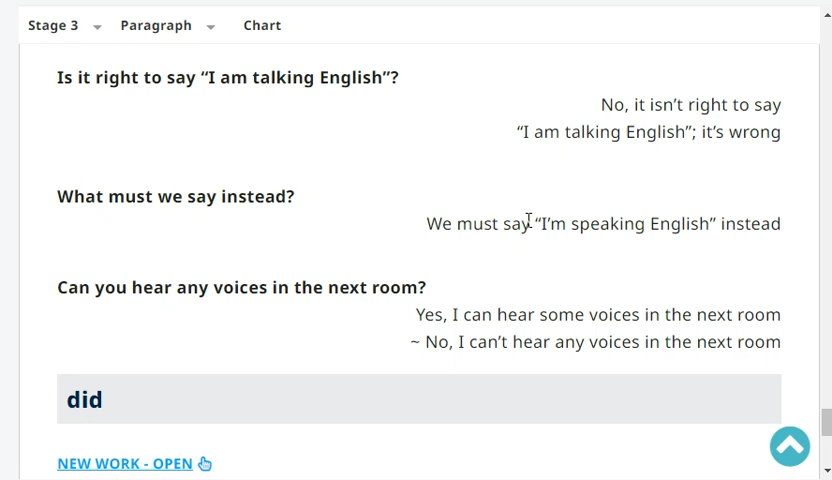 Stage 3 Paragraph Chart
Is it right to say “I am talking English”?
No, it isn’t right to say
“I am talking English”; it’s wrong
What must we say instead?
We must say “I’m speaking English” instead
Can you hear any voices in the next room?
Yes, I can hear some voices in the next room
~ No, I can’t hear any voices in the next room
did
NEW WORK - OPEN